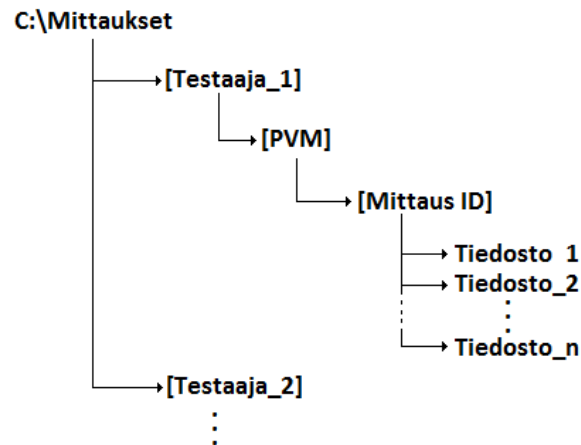 C:\Mittaukset
[Testaaja_1]
[PVM]
[Mittaus ID]
Tiedosto 1
Tiedosto_2
Tiedosto_n
[Testaaja_2]